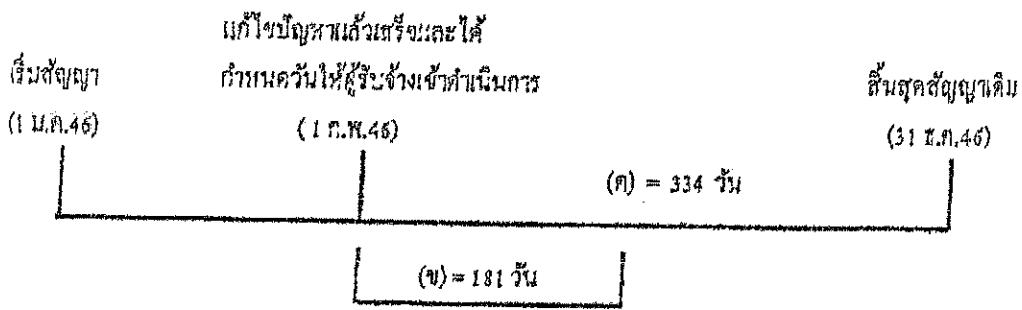 แก้ไขปัญหาแล้วเสร็จและได้
เริ่มสัญญา กำหนดวันให้ผู้รับจ้างเข้าดำเนินการ สิ้นสุดสัญญาเดิม
(1 ม.ค.46) (1 ก.พ.46) (31 ธ.ค.46)
(ค) = 334 วัน
(ข) = 181 วัน